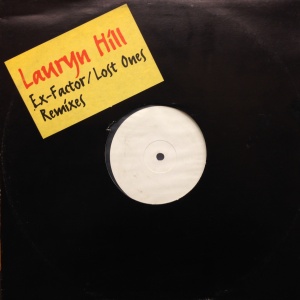 Lauryn Hill
Ex-Factor/Lost Ones
Remixes